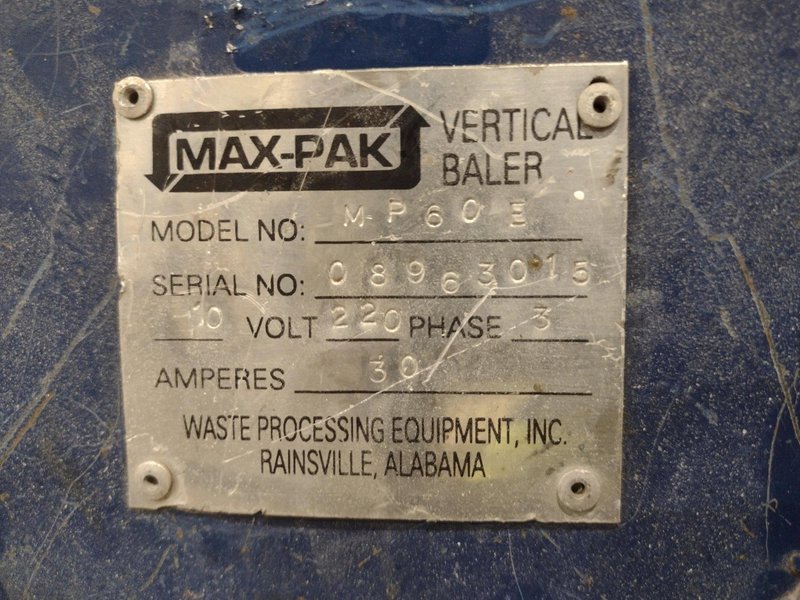 MAX-PAK
VERTICAL
BALER
MODEL NO: MP60E
SERIAL NO: 08963015
10 VOLT 220 PHASE 3
AMPERES 30
WASTE PROCESSING EQUIPMENT, INC.
RAINSVILLE, ALABAMA